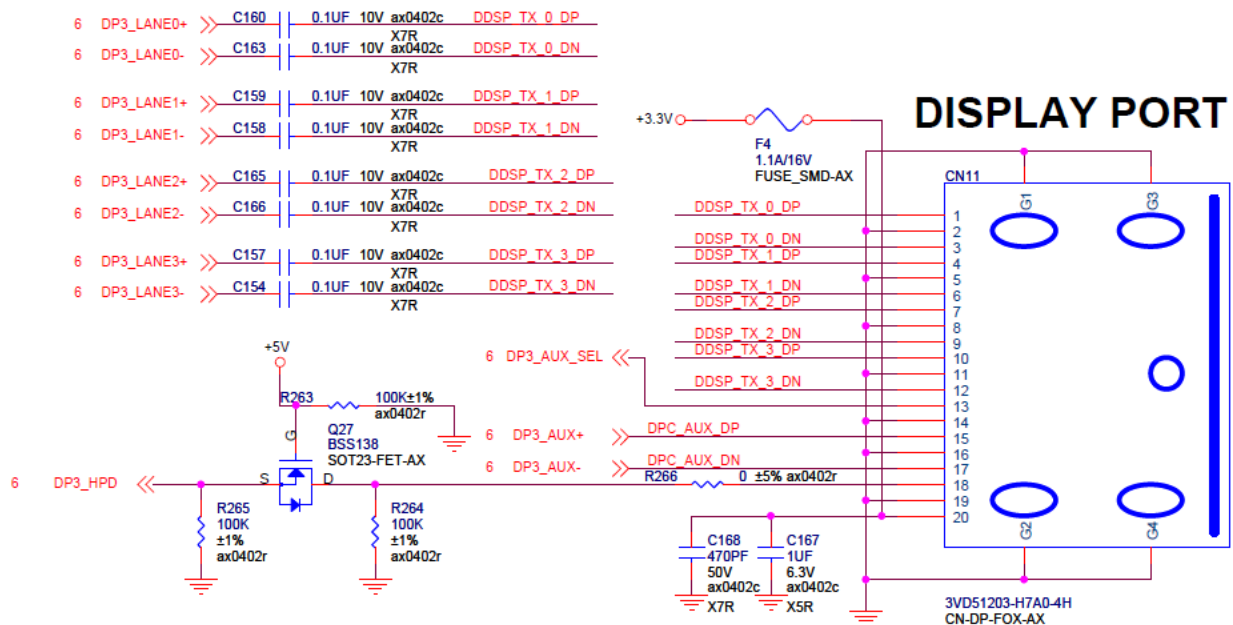 6 DP3_LANE0+ C160 0.1UF 10V ax0402c DDSP_TX_0_DP
X7R
6 DP3_LANE0- C163 0.1UF 10V ax0402c DDSP_TX_0_DN
X7R
6 DP3_LANE1+ C159 0.1UF 10V ax0402c DDSP_TX_1_DP
X7R
6 DP3_LANE1- C158 0.1UF 10V ax0402c DDSP_TX_1_DN
X7R
6 DP3_LANE2+ C165 0.1UF 10V ax0402c DDSP_TX_2_DP
X7R
6 DP3_LANE2- C166 0.1UF 10V ax0402c DDSP_TX_2_DN
X7R
6 DP3_LANE3+ C157 0.1UF 10V ax0402c DDSP_TX_3_DP
X7R
6 DP3_LANE3- C154 0.1UF 10V ax0402c DDSP_TX_3_DN
X7R
DISPLAY PORT
+3.3V
F4
1.1A/16V
FUSE_SMD-AX
CN11
G1 G3
DDSP_TX_0_DP 1
2
DDSP_TX_0_DN 3
DDSP_TX_1_DP 4
5
DDSP_TX_1_DN 6
DDSP_TX_2_DP 7
8
DDSP_TX_2_DN 9
DDSP_TX_3_DP 10
11
DDSP_TX_3_DN 12
6 DP3_AUX_SEL 13
14
6 DP3_AUX+ DPC_AUX_DP 15
16
6 DP3_AUX- DPC_AUX_DN 17
R266 0 ±5% ax0402r 18
19
20
G2 G4
+5V
R263 100K±1%
ax0402r
G
Q27
BSS138
SOT23-FET-AX
6 DP3_HPD S D
R265
100K
±1%
ax0402r
R264
100K
±1%
ax0402r
C168
470PF
50V
ax0402c
X7R
C167
1UF
6.3V
ax0402c
X5R
3VD51203-H7A0-4H
CN-DP-FOX-AX